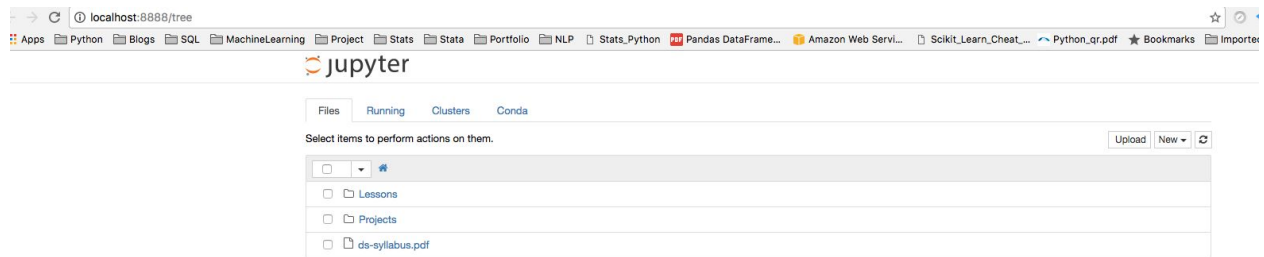 localhost:8888/tree
Apps Python Blogs SQL MachineLearning Project Stats Stata Portfolio NLP Stats_Python PDF Pandas DataFrame... Amazon Web Servi... Scikit_Learn_Cheat_... Python_qr.pdf Bookmarks Imported
jupyter
Files Running Clusters Conda
Select items to perform actions on them. Upload New
Lessons
Projects
ds-syllabus.pdf